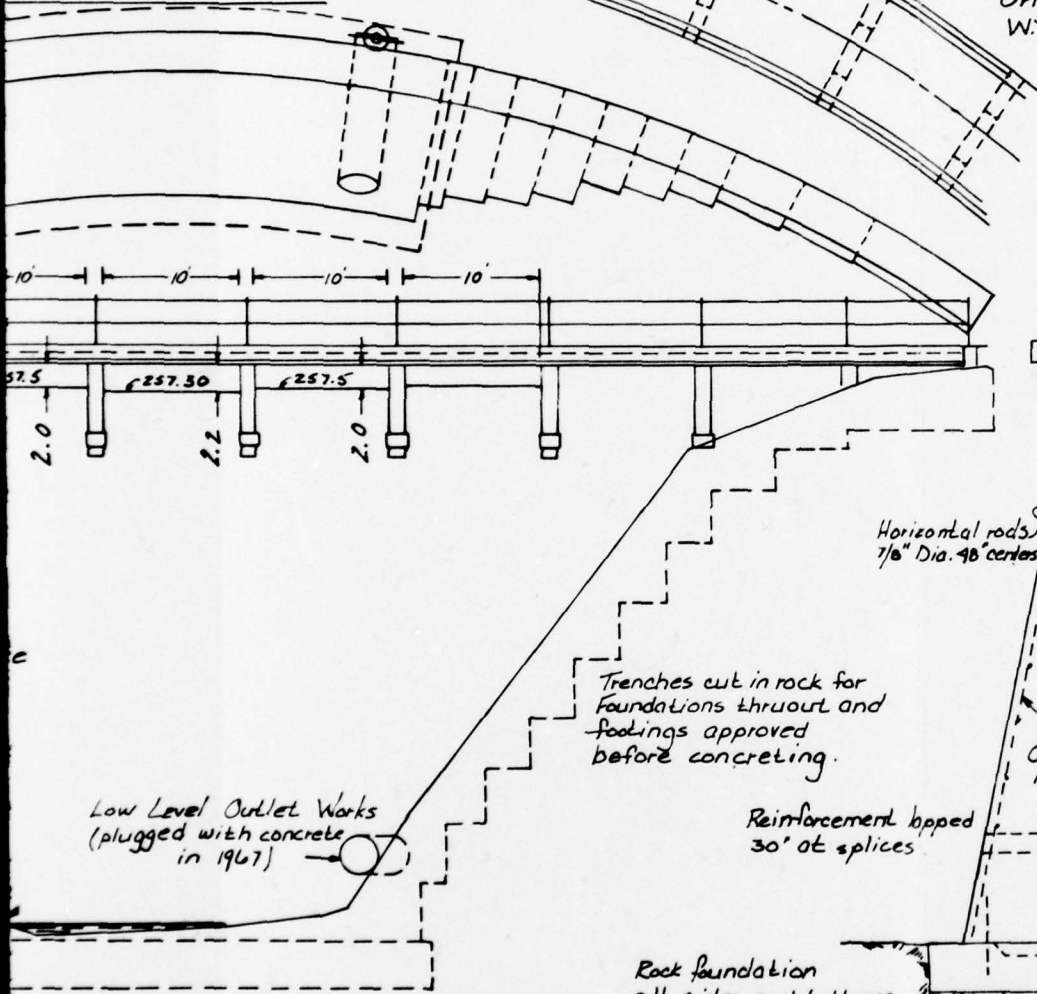 W.
10'
10'
10'
10'
57.5
257.30
257.5
2.0
2.2
2.0
Horizontal rods
7/8" Dia. 48" centers
Trenches cut in rock for
Foundations thruout and
footings approved
before concreting.
Low Level Outlet Works
(plugged with concrete
in 1967)
Reinforcement lapped
30" at splices
Rock foundation